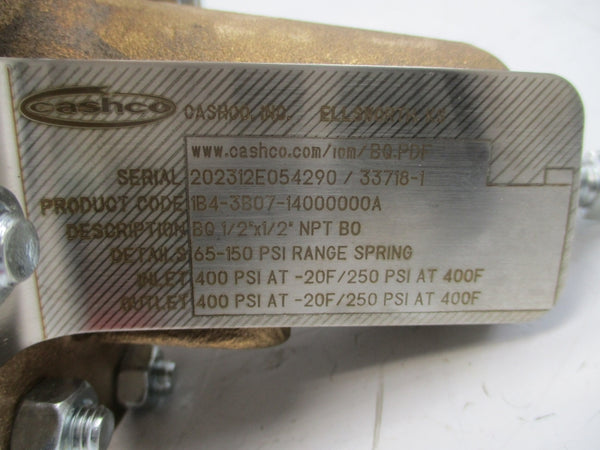 cashco CASHCO, INC. ELLSWORTH, KS
www.cashco.com/iom/BQ.PDF
SERIAL 202312E054290 / 33718-1
PRODUCT CODE 1B4-3B07-14000000A
DESCRIPTION BQ 1/2"x1/2" NPT BO
DETAILS 65-150 PSI RANGE SPRING
INLET 400 PSI AT -20F/250 PSI AT 400F
OUTLET 400 PSI AT -20F/250 PSI AT 400F